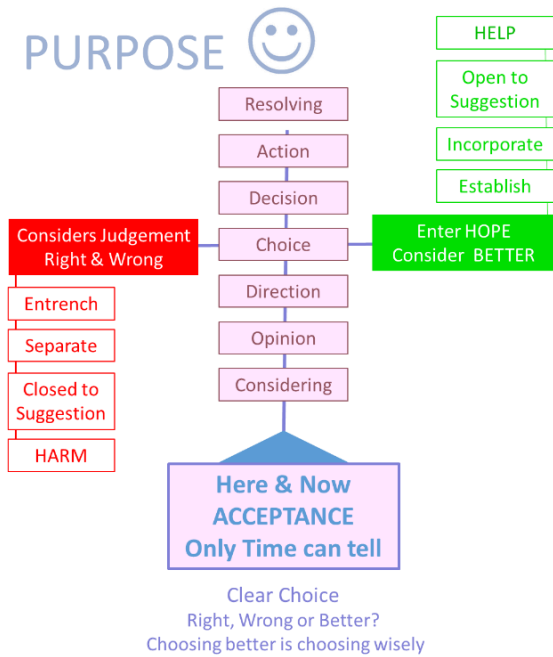 PURPOSE
HELP
Open to
Suggestion
Incorporate
Establish
Enter HOPE
Consider BETTER
Resolving
Action
Decision
Choice
Direction
Opinion
Considering
Considers Judgement
Right & Wrong
Entrench
Separate
Closed to
Suggestion
HARM
Here & Now
ACCEPTANCE
Only Time can tell
Clear Choice
Right, Wrong or Better?
Choosing better is choosing wisely